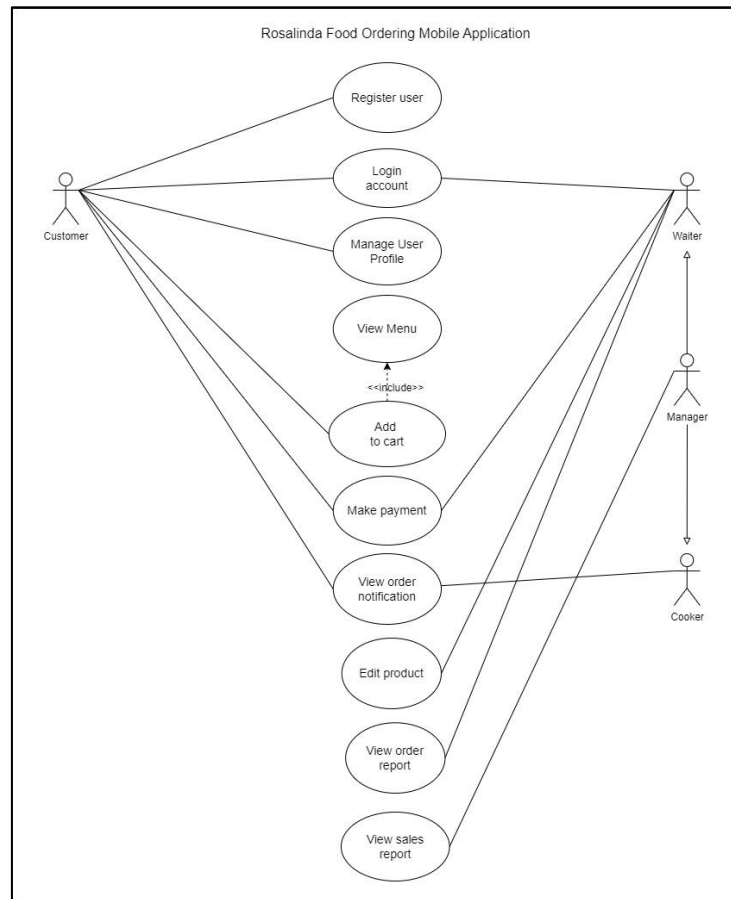 Rosalinda Food Ordering Mobile Application
Register user
Login
account
Customer
Waiter
Manage User
Profile
View Menu
<<include>>
Manager
Add
to cart
Make payment
View order
notification
Cooker
Edit product
View order
report
View sales
report